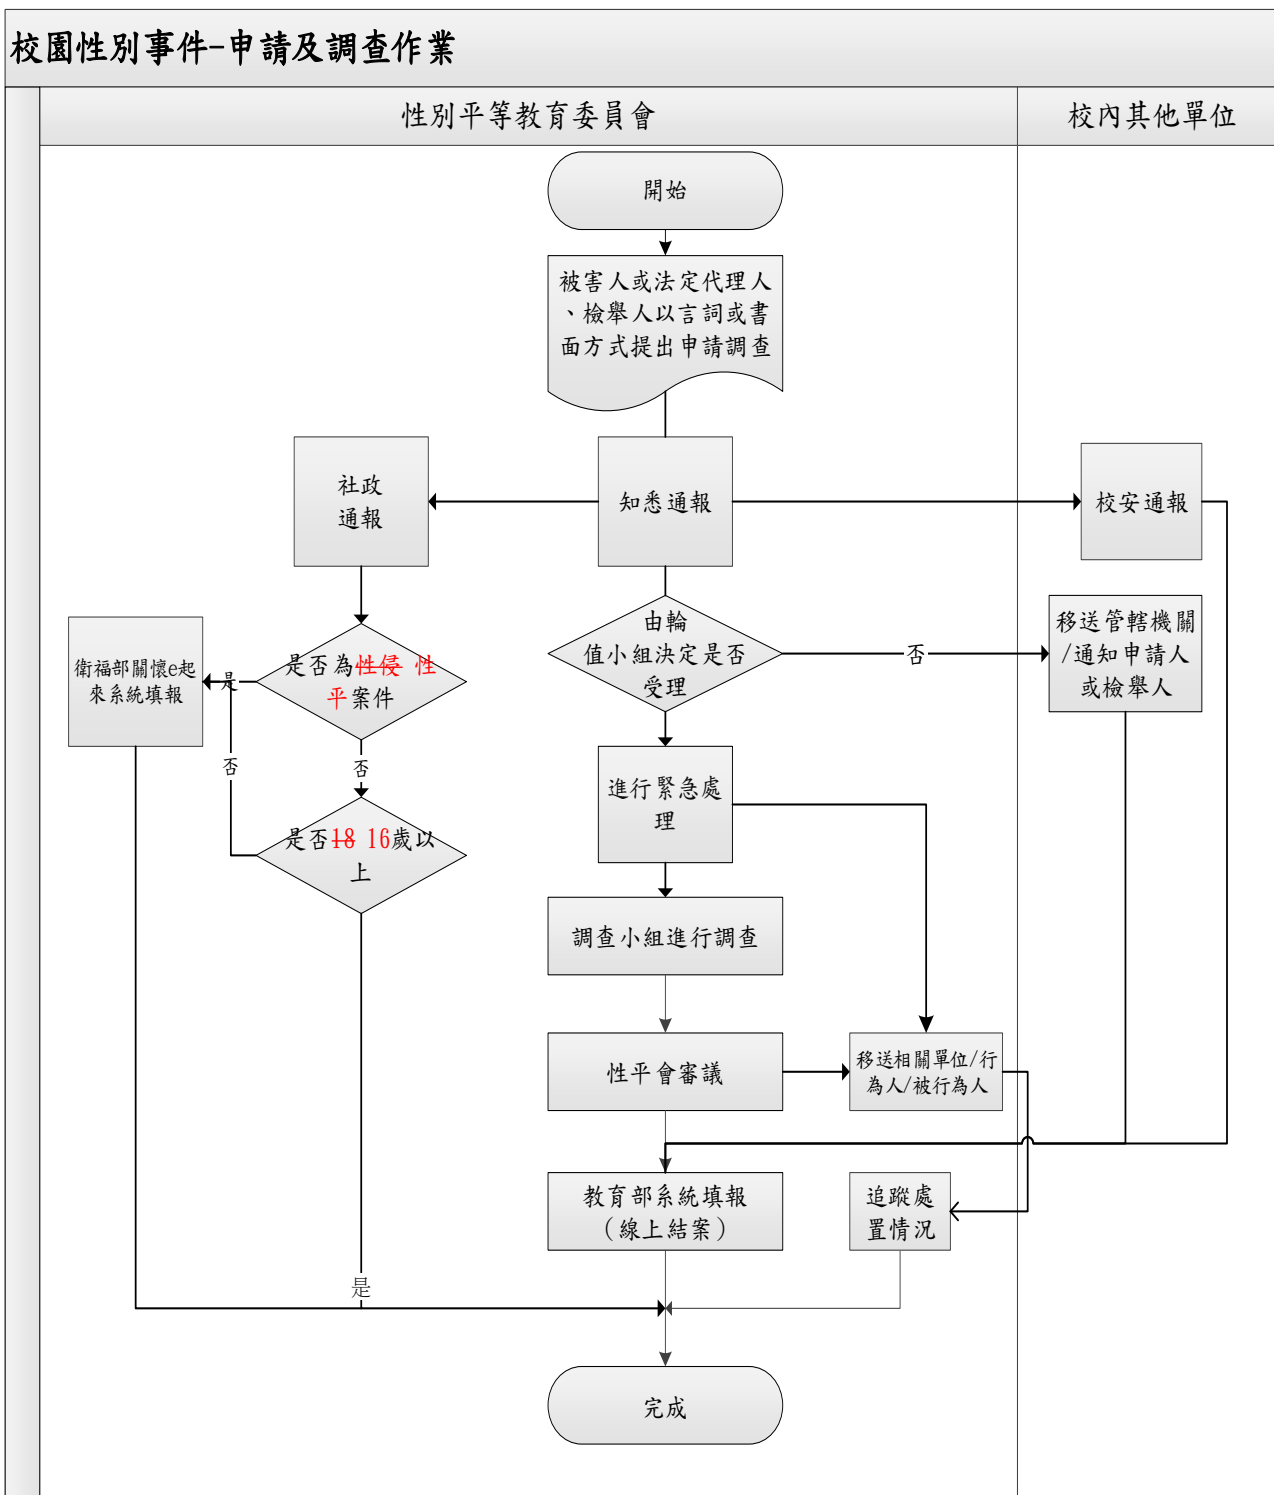 校園性別事件-申請及調查作業
性別平等教育委員會
校內其他單位
開始
被害人或法定代理人
、檢舉人以言詞或書
面方式提出申請調查
社政
通報
知悉通報
校安通報
由輪
值小組決定是否
受理
否
移送管轄機關
/通知申請人
或檢舉人
衛福部關懷e起
來系統填報
是
是否為性侵 性
平案件
否
否
是否18 16歲以
上
進行緊急處
理
調查小組進行調查
性平會審議
移送相關單位/行
為人/被行為人
教育部系統填報
(線上結案)
追蹤處
置情況
是
完成